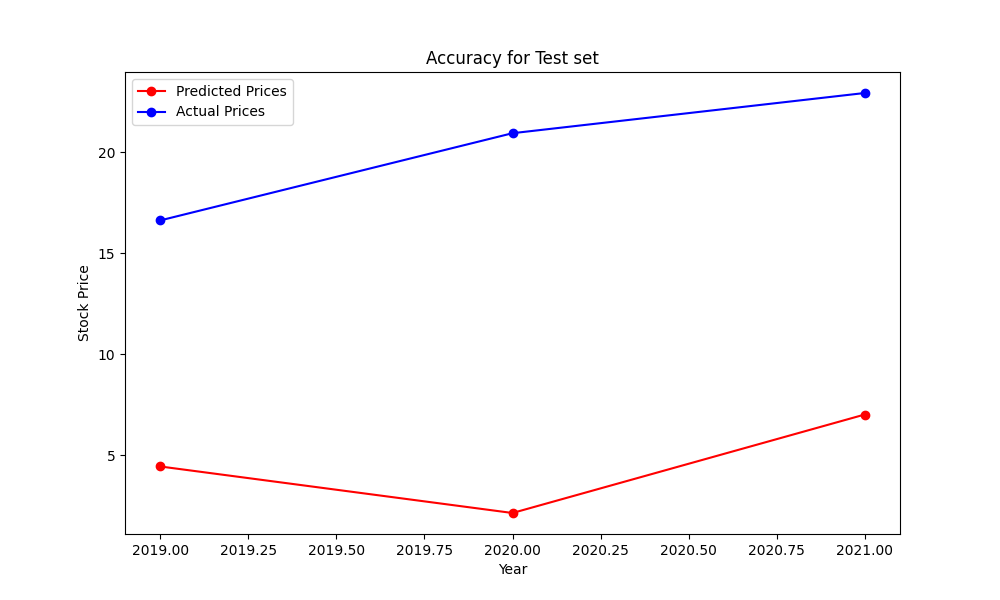 Accuracy for Test set
Predicted Prices
Actual Prices
20
15
10
5
Stock Price
2019.00 2019.25 2019.50 2019.75 2020.00 2020.25 2020.50 2020.75 2021.00
Year